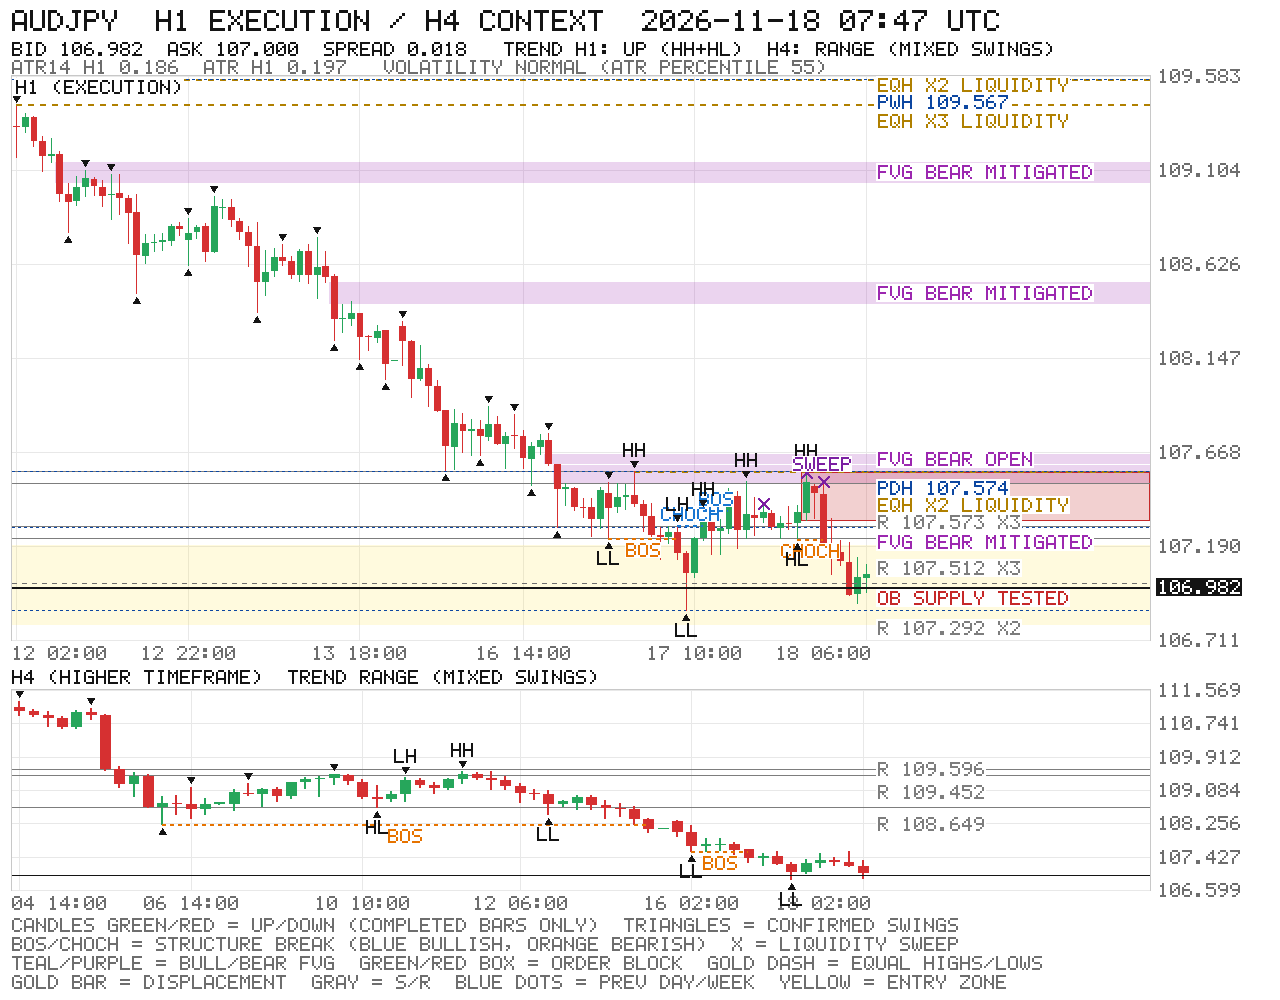 AUDJPY  H1 EXECUTION / H4 CONTEXT  2026-11-18 07:47 UTC
BID 106.982  ASK 107.000  SPREAD 0.018   TREND H1: UP (HH+HL)  H4: RANGE (MIXED SWINGS)
ATR14 H1 0.186  ATR H1 0.197   VOLATILITY NORMAL (ATR PERCENTILE 55)
109.583
H1 (EXECUTION)
EQH X2 LIQUIDITY
PWH 109.567
EQH X3 LIQUIDITY
109.104
FVG BEAR MITIGATED
108.626
FVG BEAR MITIGATED
108.147
107.668
HH
HH
HH
SWEEP
FVG BEAR OPEN
PDH 107.574
HH
BOS
LH
CHOCH
EQH X2 LIQUIDITY
R 107.573 X3
FVG BEAR MITIGATED
107.190
LL
BOS
CHOCH
HL
R 107.512 X3
106.982
OB SUPPLY TESTED
LL
R 107.292 X2
106.711
12 02:00  12 22:00  13 18:00  16 14:00  17 10:00  18 06:00
H4 (HIGHER TIMEFRAME)  TREND RANGE (MIXED SWINGS)
111.569
110.741
109.912
LH
HH
R 109.596
R 109.452
109.084
HL
BOS
LL
R 108.649
108.256
LL
BOS
107.427
LL
106.599
04 14:00  06 14:00  10 10:00  12 06:00  16 02:00  02:00
CANDLES GREEN/RED = UP/DOWN (COMPLETED BARS ONLY)  TRIANGLES = CONFIRMED SWINGS
BOS/CHOCH = STRUCTURE BREAK (BLUE BULLISH, ORANGE BEARISH)  X = LIQUIDITY SWEEP
TEAL/PURPLE = BULL/BEAR FVG  GREEN/RED BOX = ORDER BLOCK  GOLD DASH = EQUAL HIGHS/LOWS
GOLD BAR = DISPLACEMENT  GRAY = S/R  BLUE DOTS = PREV DAY/WEEK  YELLOW = ENTRY ZONE